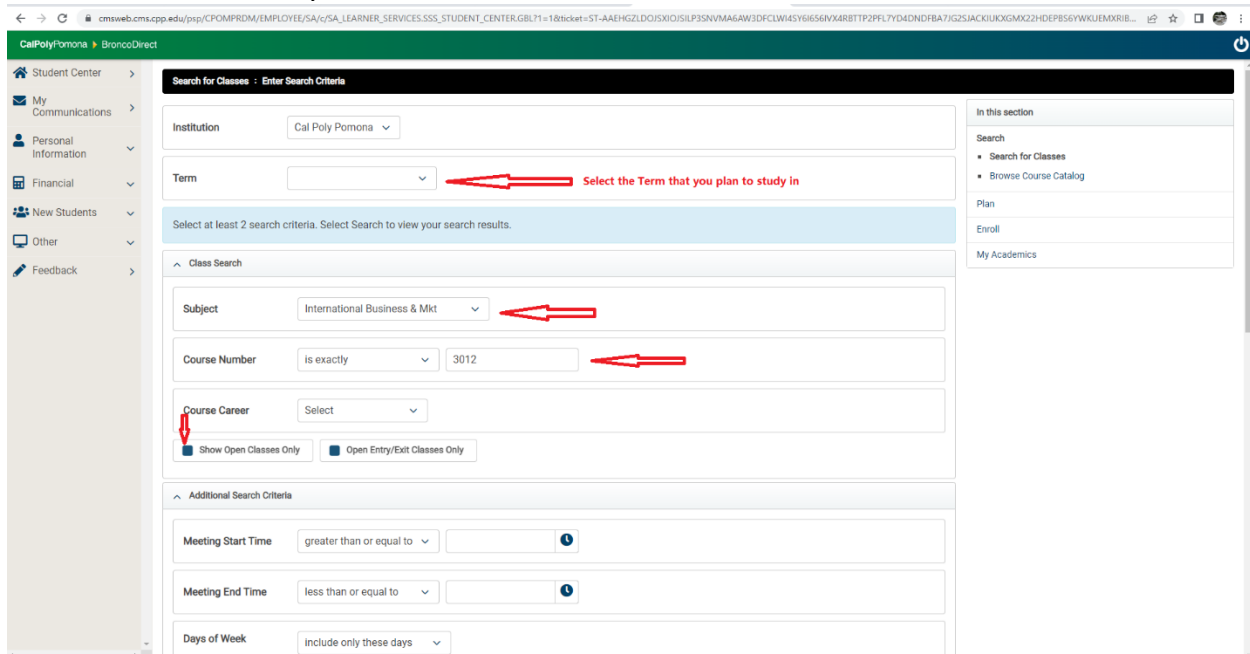 cmsweb.cms.cpp.edu/psp/CPOMPRDM/EMPLOYEE/SA/c/SA_LEARNER_SERVICES.SSS_STUDENT_CENTER.GBL?1=1&ticket=
CalPolyPomona BroncoDirect
Student Center
My
Communications
Personal
Information
Financial
New Students
Other
Feedback
Search for Classes : Enter Search Criteria
Institution Cal Poly Pomona
Term Select the Term that you plan to study in
Select at least 2 search criteria. Select Search to view your search results.
Class Search
Subject International Business & Mkt
Course Number is exactly 3012
Course Career Select
Show Open Classes Only Open Entry/Exit Classes Only
Additional Search Criteria
Meeting Start Time greater than or equal to
Meeting End Time less than or equal to
Days of Week include only these days
In this section
Search
Search for Classes
Browse Course Catalog
Plan
Enroll
My Academics